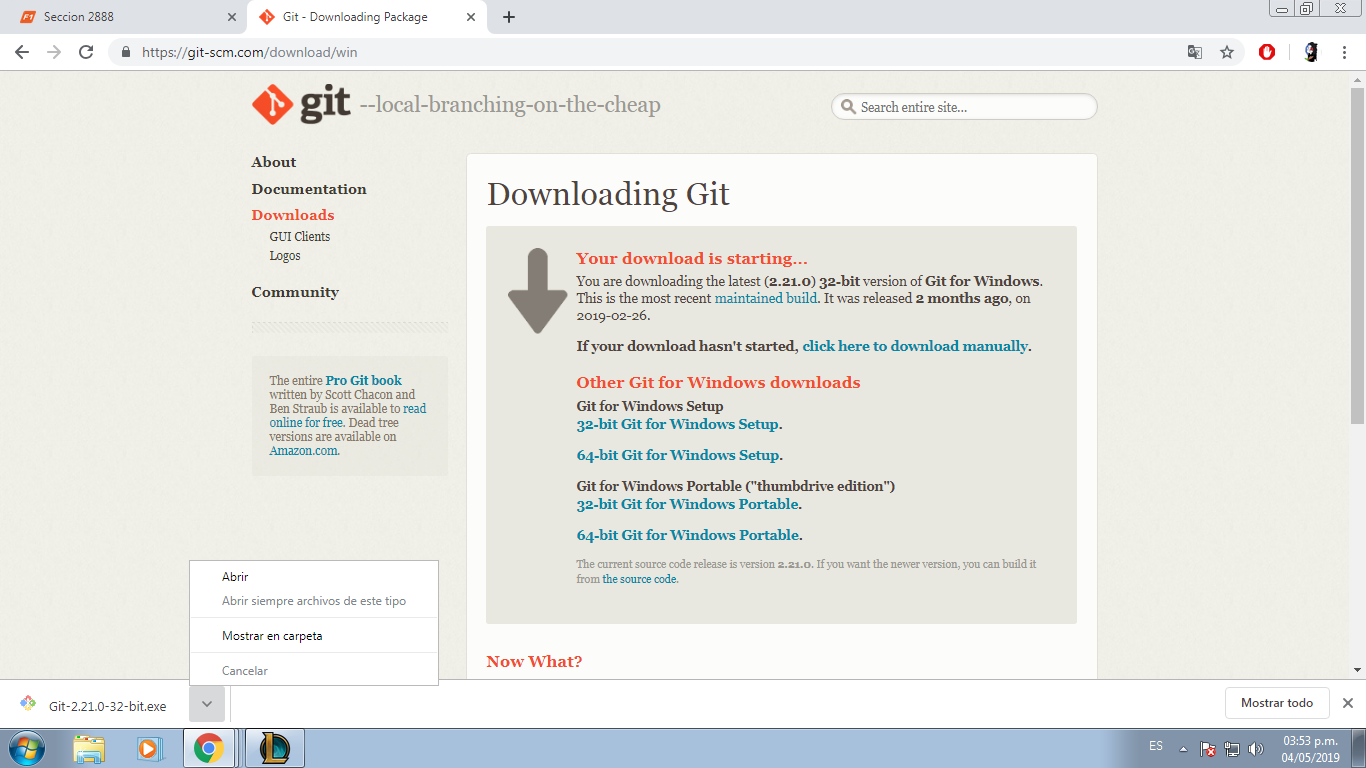 F1 Seccion 2888
Git - Downloading Package
https://git-scm.com/download/win
git --local-branching-on-the-cheap
Search entire site...
About
Documentation
Downloads
GUI Clients
Logos
Community
The entire Pro Git book
written by Scott Chacon and
Ben Straub is available to read
online for free. Dead tree
versions are available on
Amazon.com.
Downloading Git
Your download is starting...
You are downloading the latest (2.21.0) 32-bit version of Git for Windows.
This is the most recent maintained build. It was released 2 months ago, on
2019-02-26.
If your download hasn't started, click here to download manually.
Other Git for Windows downloads
Git for Windows Setup
32-bit Git for Windows Setup.
64-bit Git for Windows Setup.
Git for Windows Portable ("thumbdrive edition")
32-bit Git for Windows Portable.
64-bit Git for Windows Portable.
The current source code release is version 2.21.0. If you want the newer version, you can build it
from the source code.
Now What?
Abrir
Abrir siempre archivos de este tipo
Mostrar en carpeta
Cancelar
Git-2.21.0-32-bit.exe
Mostrar todo
ES
03:53 p.m.
04/05/2019